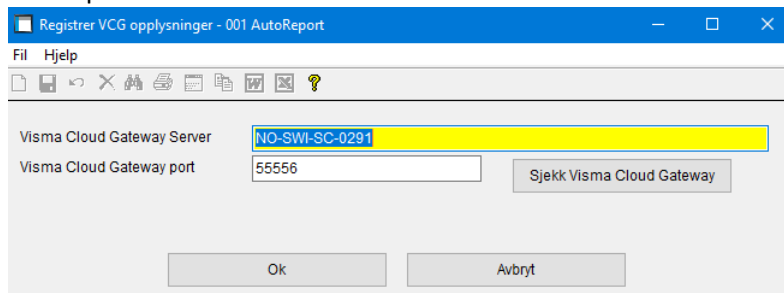 Registrer VCG opplysninger - 001 AutoReport
Fil Hjelp
Visma Cloud Gateway Server NO-SWI-SC-0291
Visma Cloud Gateway port 55556 Sjekk Visma Cloud Gateway
Ok Avbryt